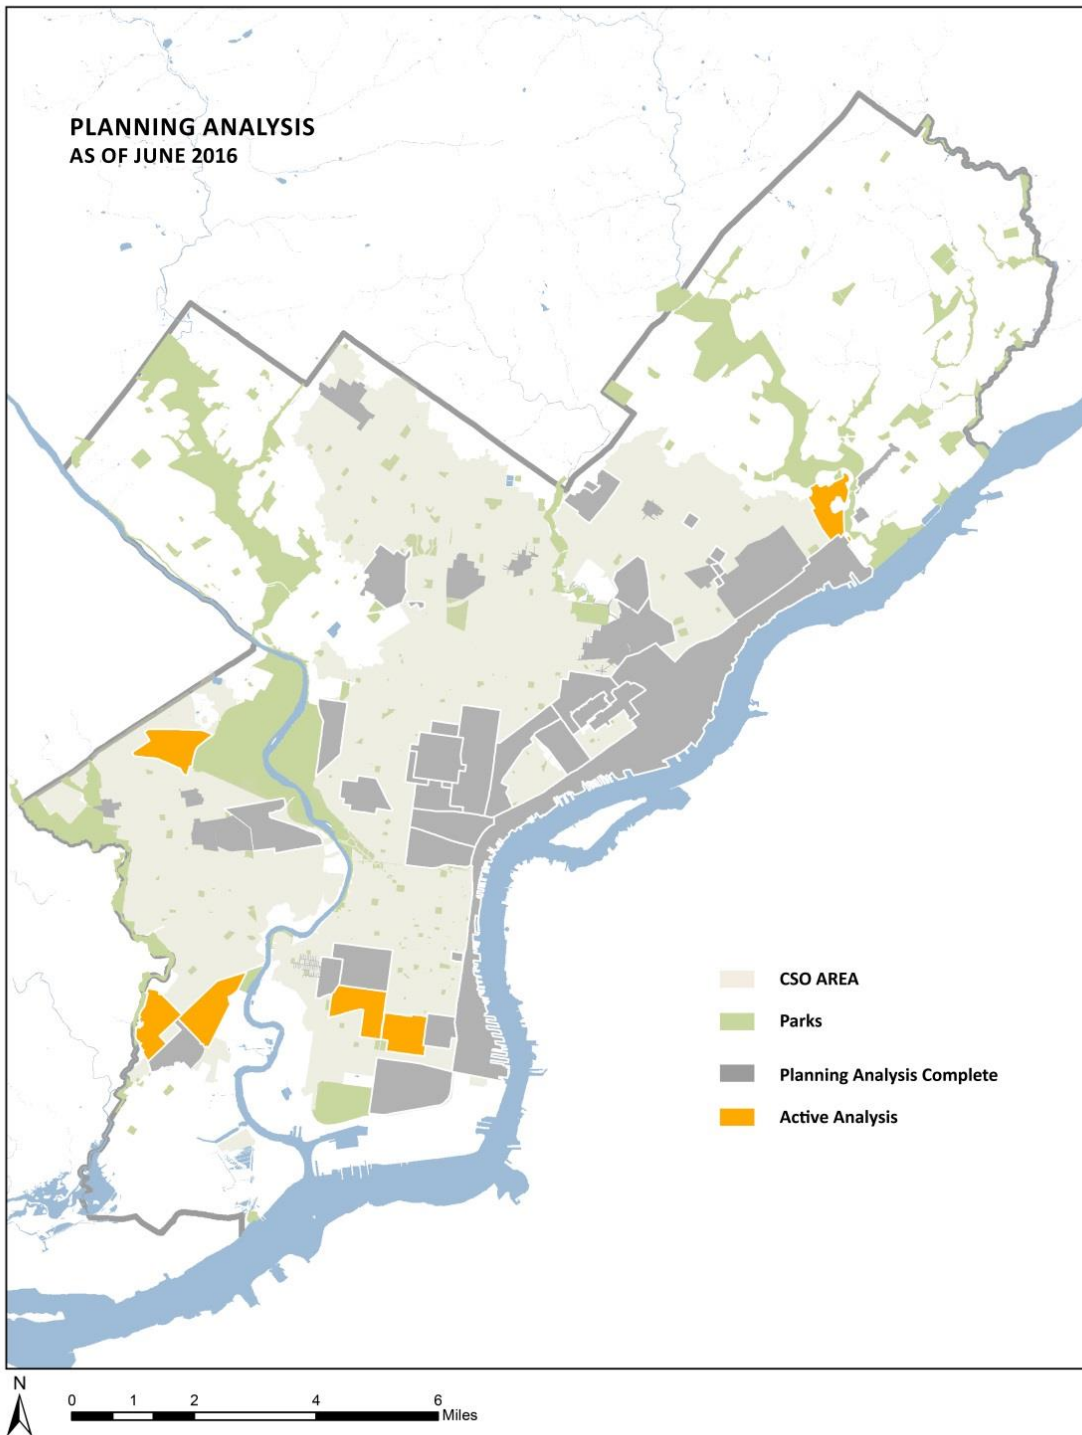 PLANNING ANALYSIS
AS OF JUNE 2016
CSO AREA
Parks
Planning Analysis Complete
Active Analysis
N
0 1 2 4 6
Miles